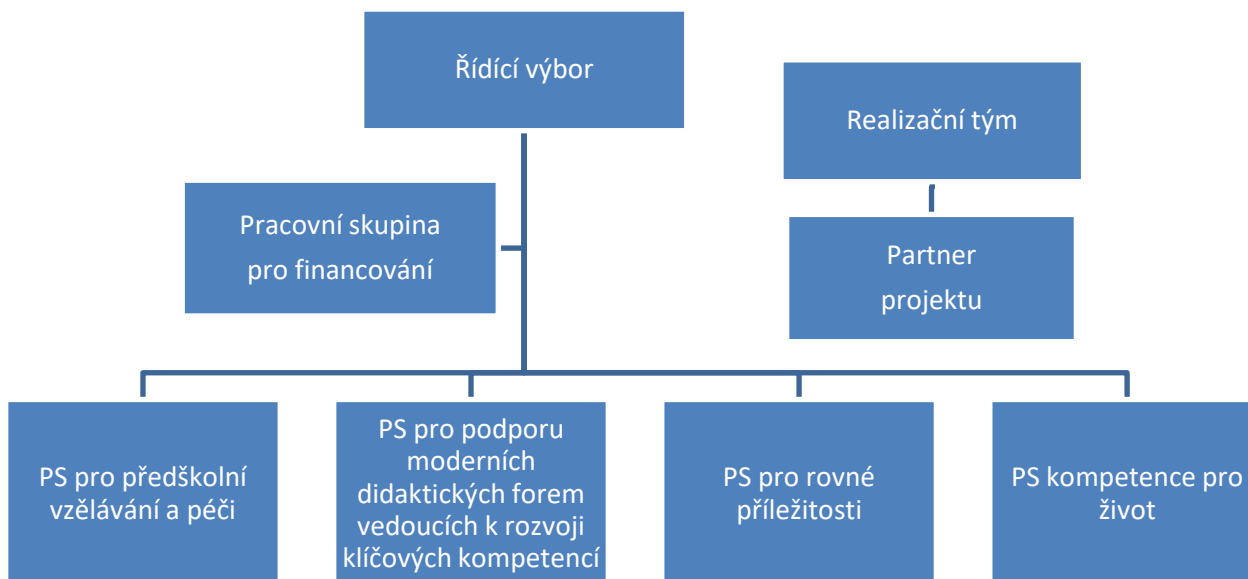 Řídící výbor
Realizační tým
Pracovní skupina
pro financování
Partner
projektu
PS pro předškolní
vzělávání a péči
PS pro podporu
moderních
didaktických forem
vedoucích k rozvoji
klíčových kompetencí
PS pro rovné
příležitosti
PS kompetence pro
život